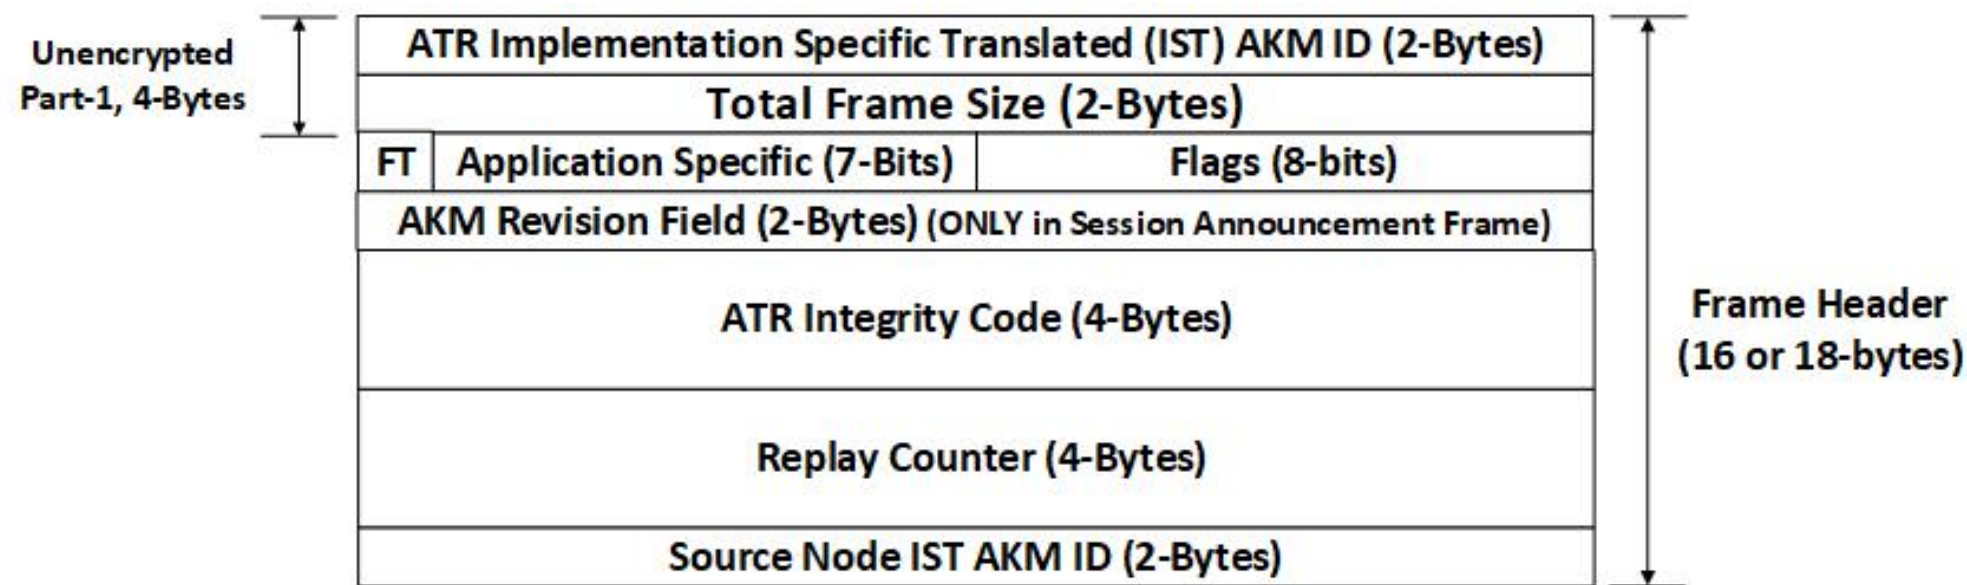 Unencrypted
Part-1, 4-Bytes
ATR Implementation Specific Translated (IST) AKM ID (2-Bytes)
Total Frame Size (2-Bytes)
FT
Application Specific (7-Bits)
Flags (8-bits)
AKM Revision Field (2-Bytes) (ONLY in Session Announcement Frame)
ATR Integrity Code (4-Bytes)
Replay Counter (4-Bytes)
Source Node IST AKM ID (2-Bytes)
Frame Header
(16 or 18-bytes)